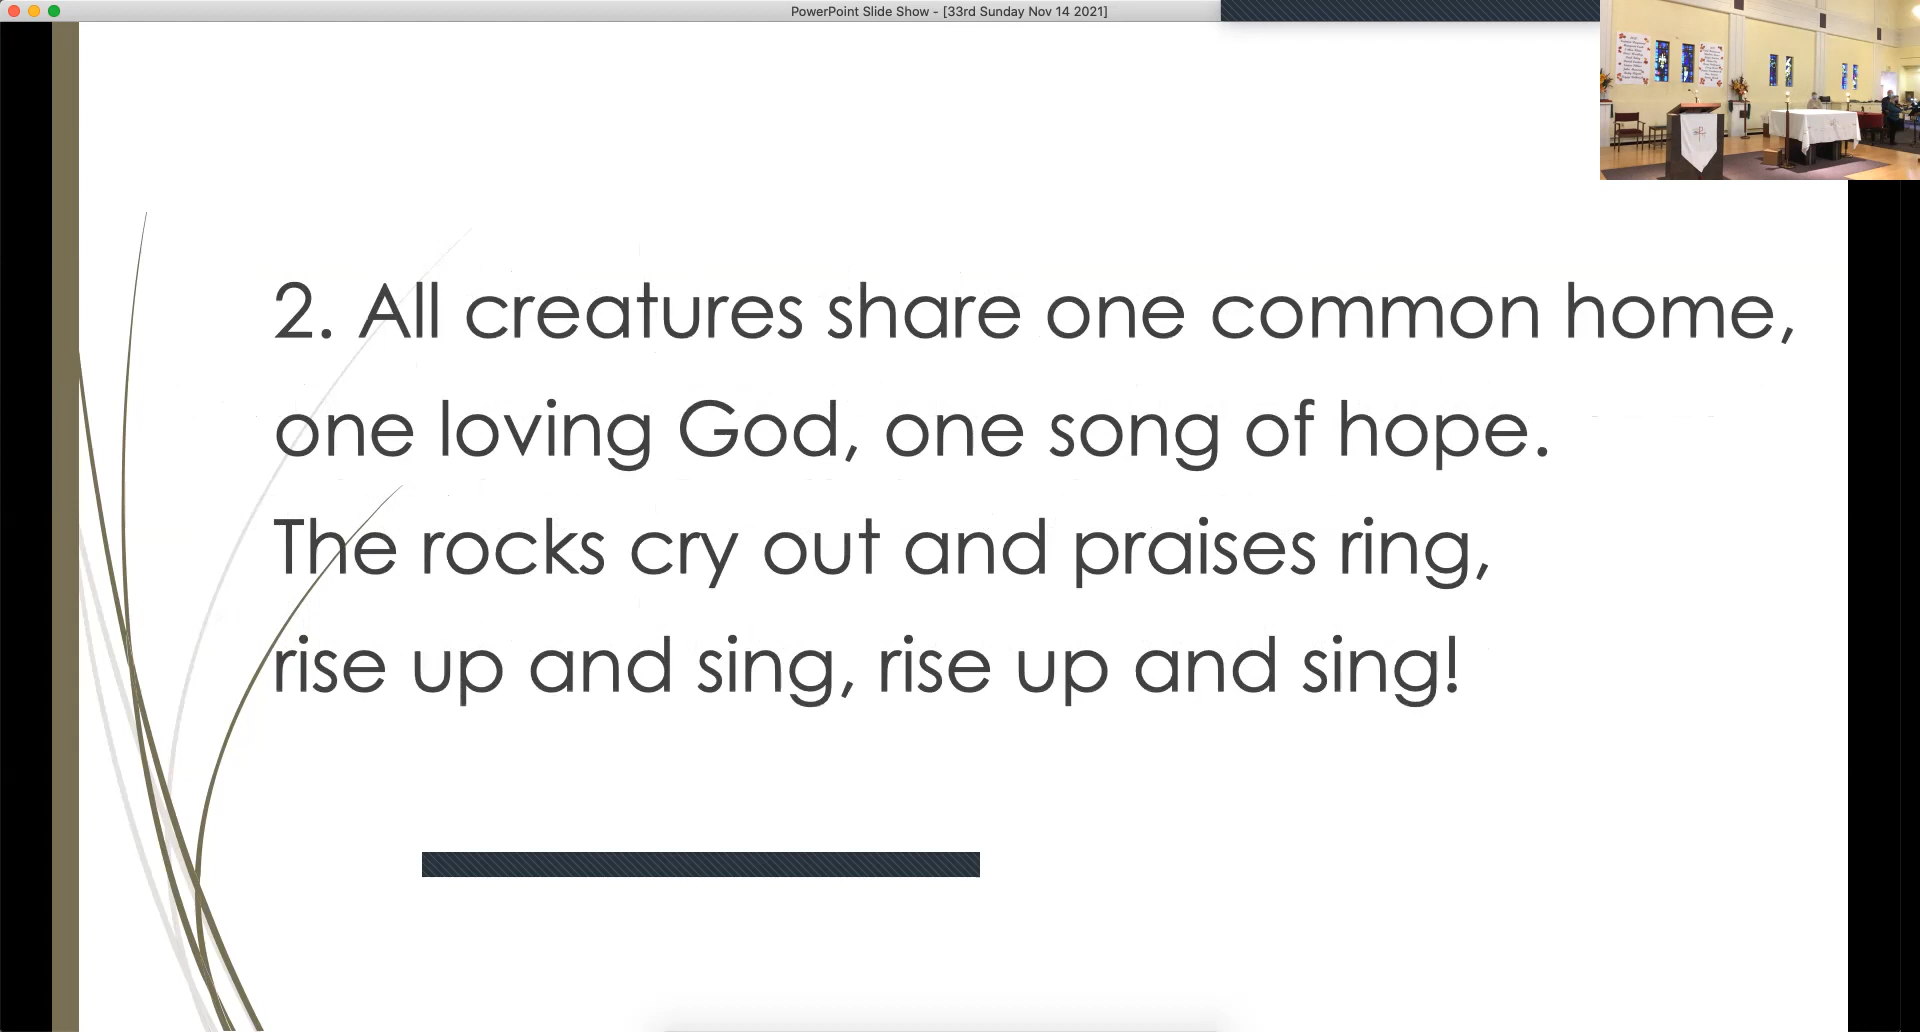 PowerPoint Slide Show - [33rd Sunday Nov 14 2021]
2. All creatures share one common home,
one loving God, one song of hope.
The rocks cry out and praises ring,
rise up and sing, rise up and sing!